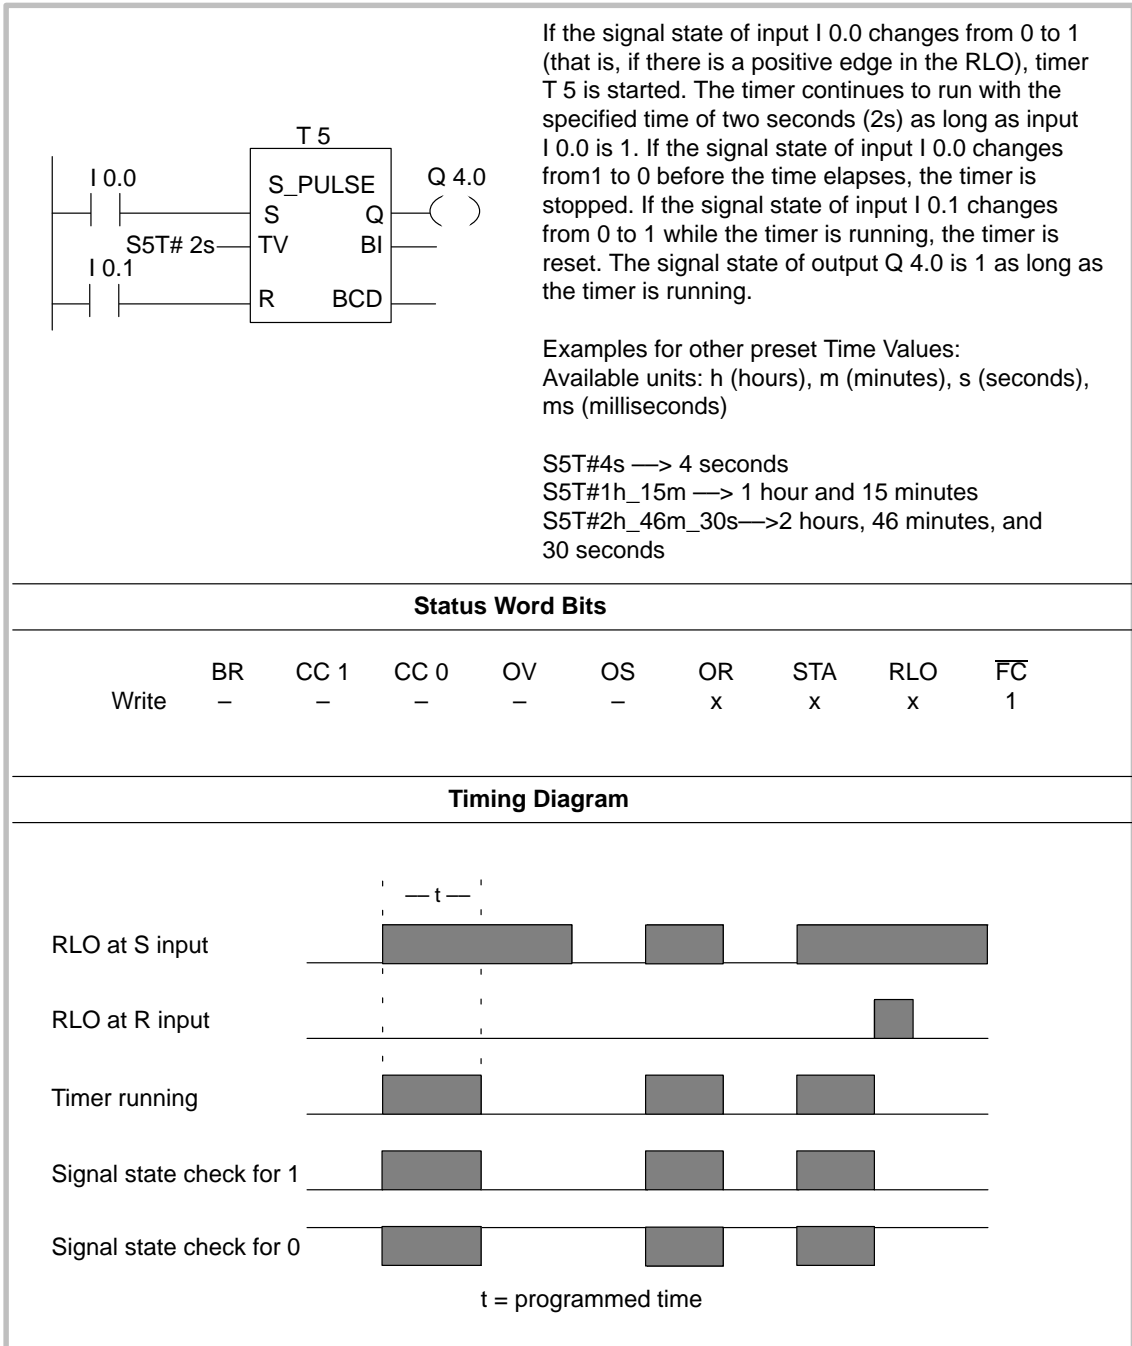 If the signal state of input I 0.0 changes from 0 to 1
(that is, if there is a positive edge in the RLO), timer
T 5 is started. The timer continues to run with the
specified time of two seconds (2s) as long as input
I 0.0 is 1. If the signal state of input I 0.0 changes
from1 to 0 before the time elapses, the timer is
stopped. If the signal state of input I 0.1 changes
from 0 to 1 while the timer is running, the timer is
reset. The signal state of output Q 4.0 is 1 as long as
the timer is running.
Examples for other preset Time Values:
Available units: h (hours), m (minutes), s (seconds),
ms (milliseconds)
S5T#4s —–> 4 seconds
S5T#1h_15m —–> 1 hour and 15 minutes
S5T#2h_46m_30s—–>2 hours, 46 minutes, and
30 seconds
T 5
I 0.0
S_PULSE
Q 4.0
S
Q
S5T# 2s
TV
BI
I 0.1
R
BCD
Status Word Bits
BR CC 1 CC 0 OV OS OR STA RLO F̅C̅
Write – – – – – x x x 1
Timing Diagram
— t —
RLO at S input
RLO at R input
Timer running
Signal state check for 1
Signal state check for 0
t = programmed time